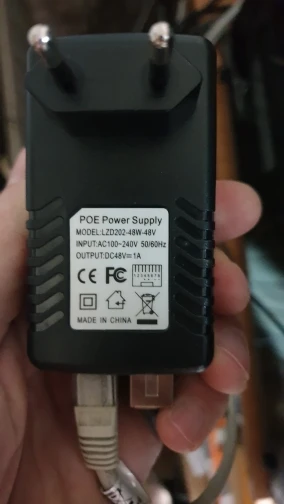 POE Power Supply
MODEL:LZD202-48W-48V
INPUT:AC100~240V 50/60Hz
OUTPUT:DC48V⎓1A
CE FC
12345678
MADE IN CHINA